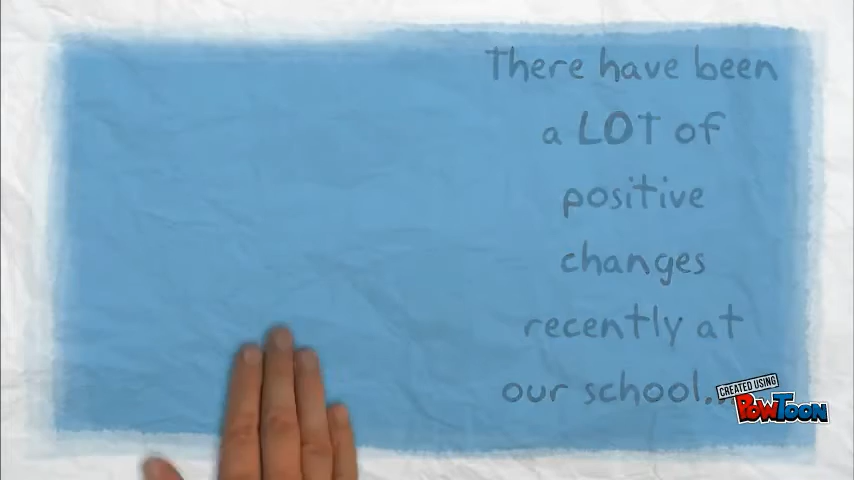 There have been
a LOT of
positive
changes
recently at
our school...
CREATED USING
POWTOON